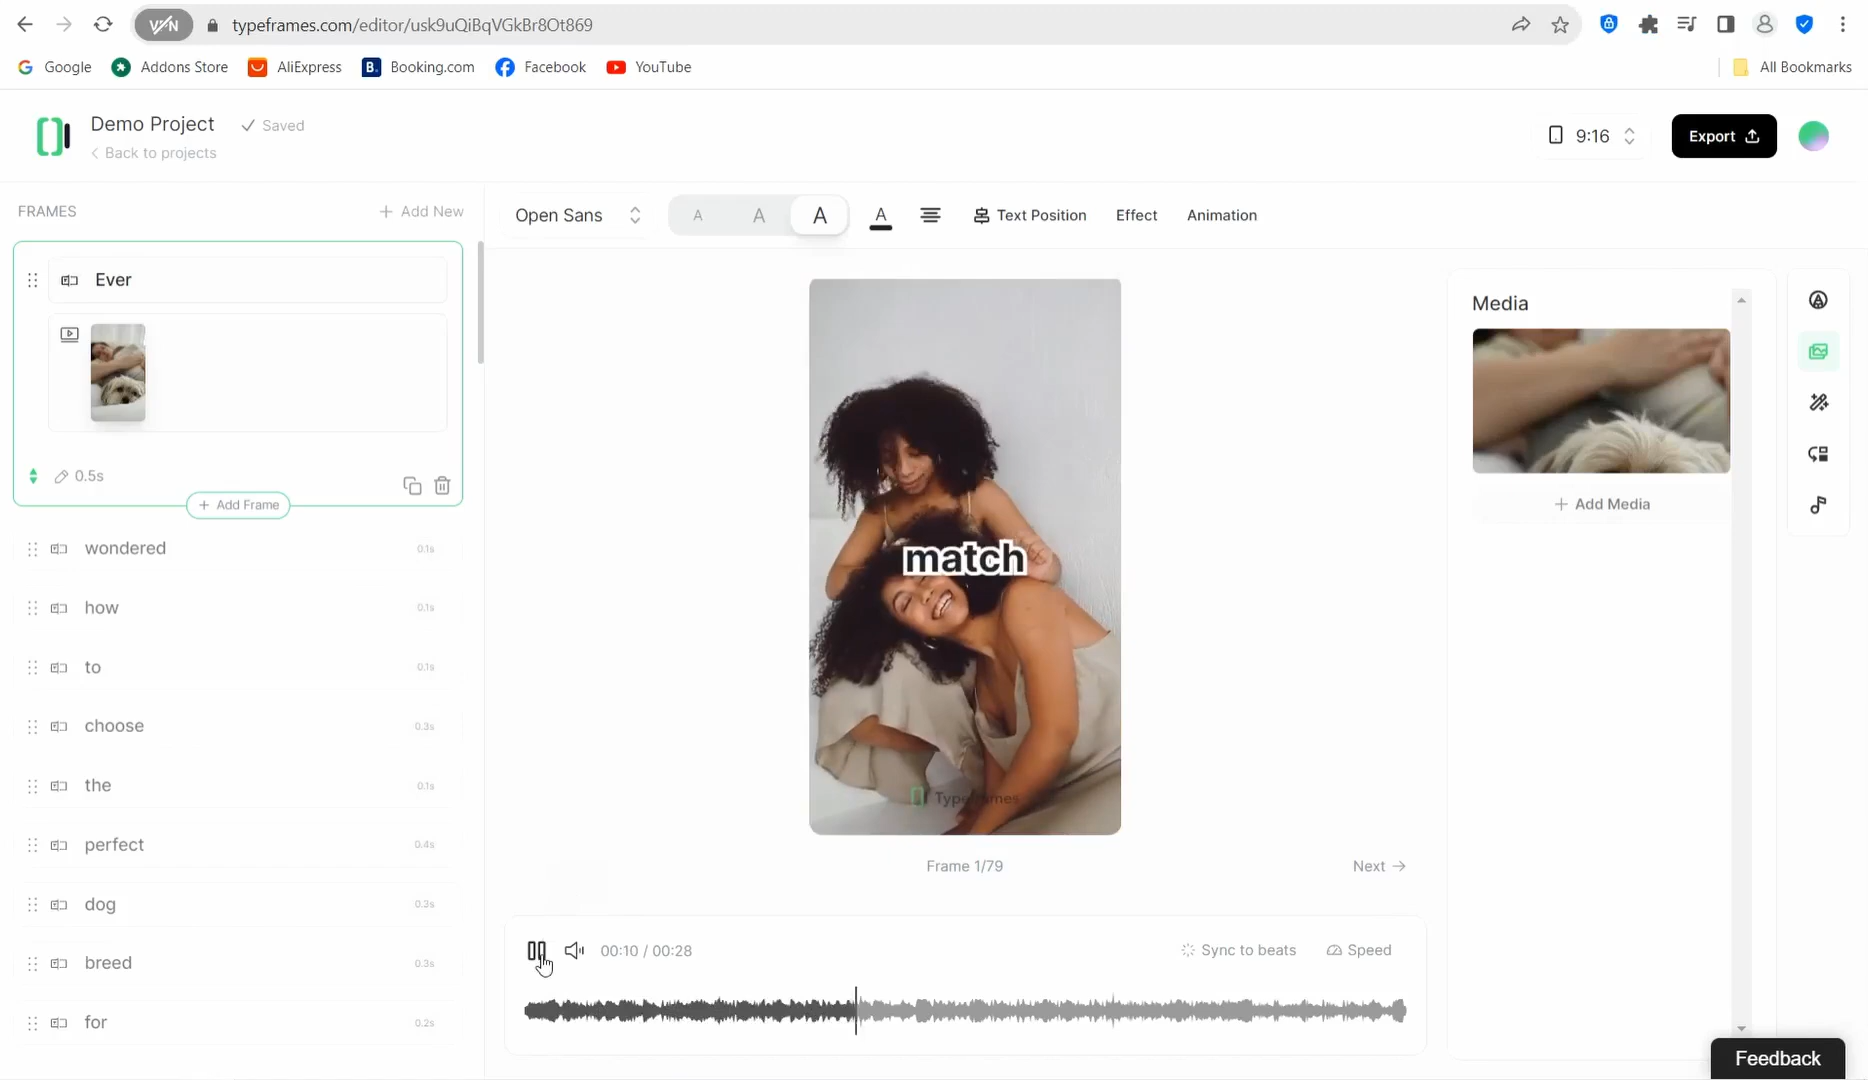 VPN
typeframes.com/editor/usk9uQiBqVGkBr8Ot869
Google
Addons Store
AliExpress
B.
Booking.com
Facebook
YouTube
All Bookmarks
Demo Project
Saved
Back to projects
9:16
Export
FRAMES
+ Add New
Open Sans
A
A
A
A
Text Position
Effect
Animation
Ever
0.5s
+ Add Frame
wondered 0.1s
how 0.1s
to 0.1s
choose 0.3s
the 0.1s
perfect 0.4s
dog 0.3s
breed 0.3s
for 0.2s
match
Typeframes
Frame 1/79
Next →
00:10 / 00:28
Sync to beats
Speed
Media
+ Add Media
Feedback